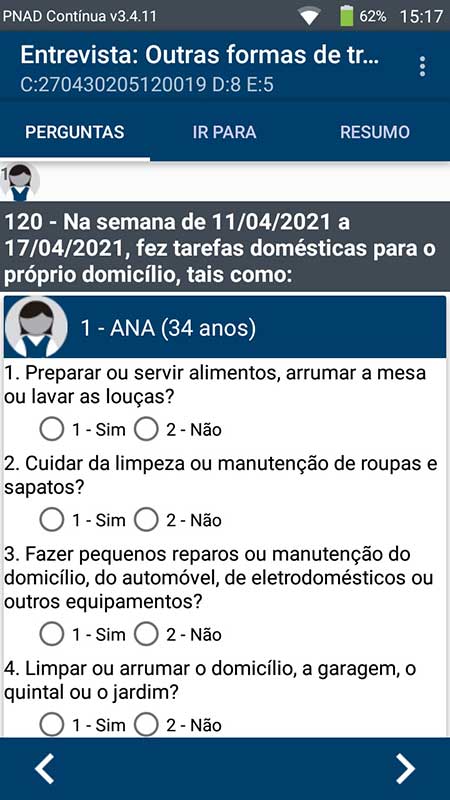 PNAD Contínua v3.4.11 62% 15:17
Entrevista: Outras formas de tr...
C:270430205120019 D:8 E:5
PERGUNTAS IR PARA RESUMO
1
120 - Na semana de 11/04/2021 a
17/04/2021, fez tarefas domésticas para o
próprio domicílio, tais como:
1 - ANA (34 anos)
1. Preparar ou servir alimentos, arrumar a mesa
ou lavar as louças?
1 - Sim 2 - Não
2. Cuidar da limpeza ou manutenção de roupas e
sapatos?
1 - Sim 2 - Não
3. Fazer pequenos reparos ou manutenção do
domicílio, do automóvel, de eletrodomésticos ou
outros equipamentos?
1 - Sim 2 - Não
4. Limpar ou arrumar o domicílio, a garagem, o
quintal ou o jardim?
1 - Sim 2 - Não